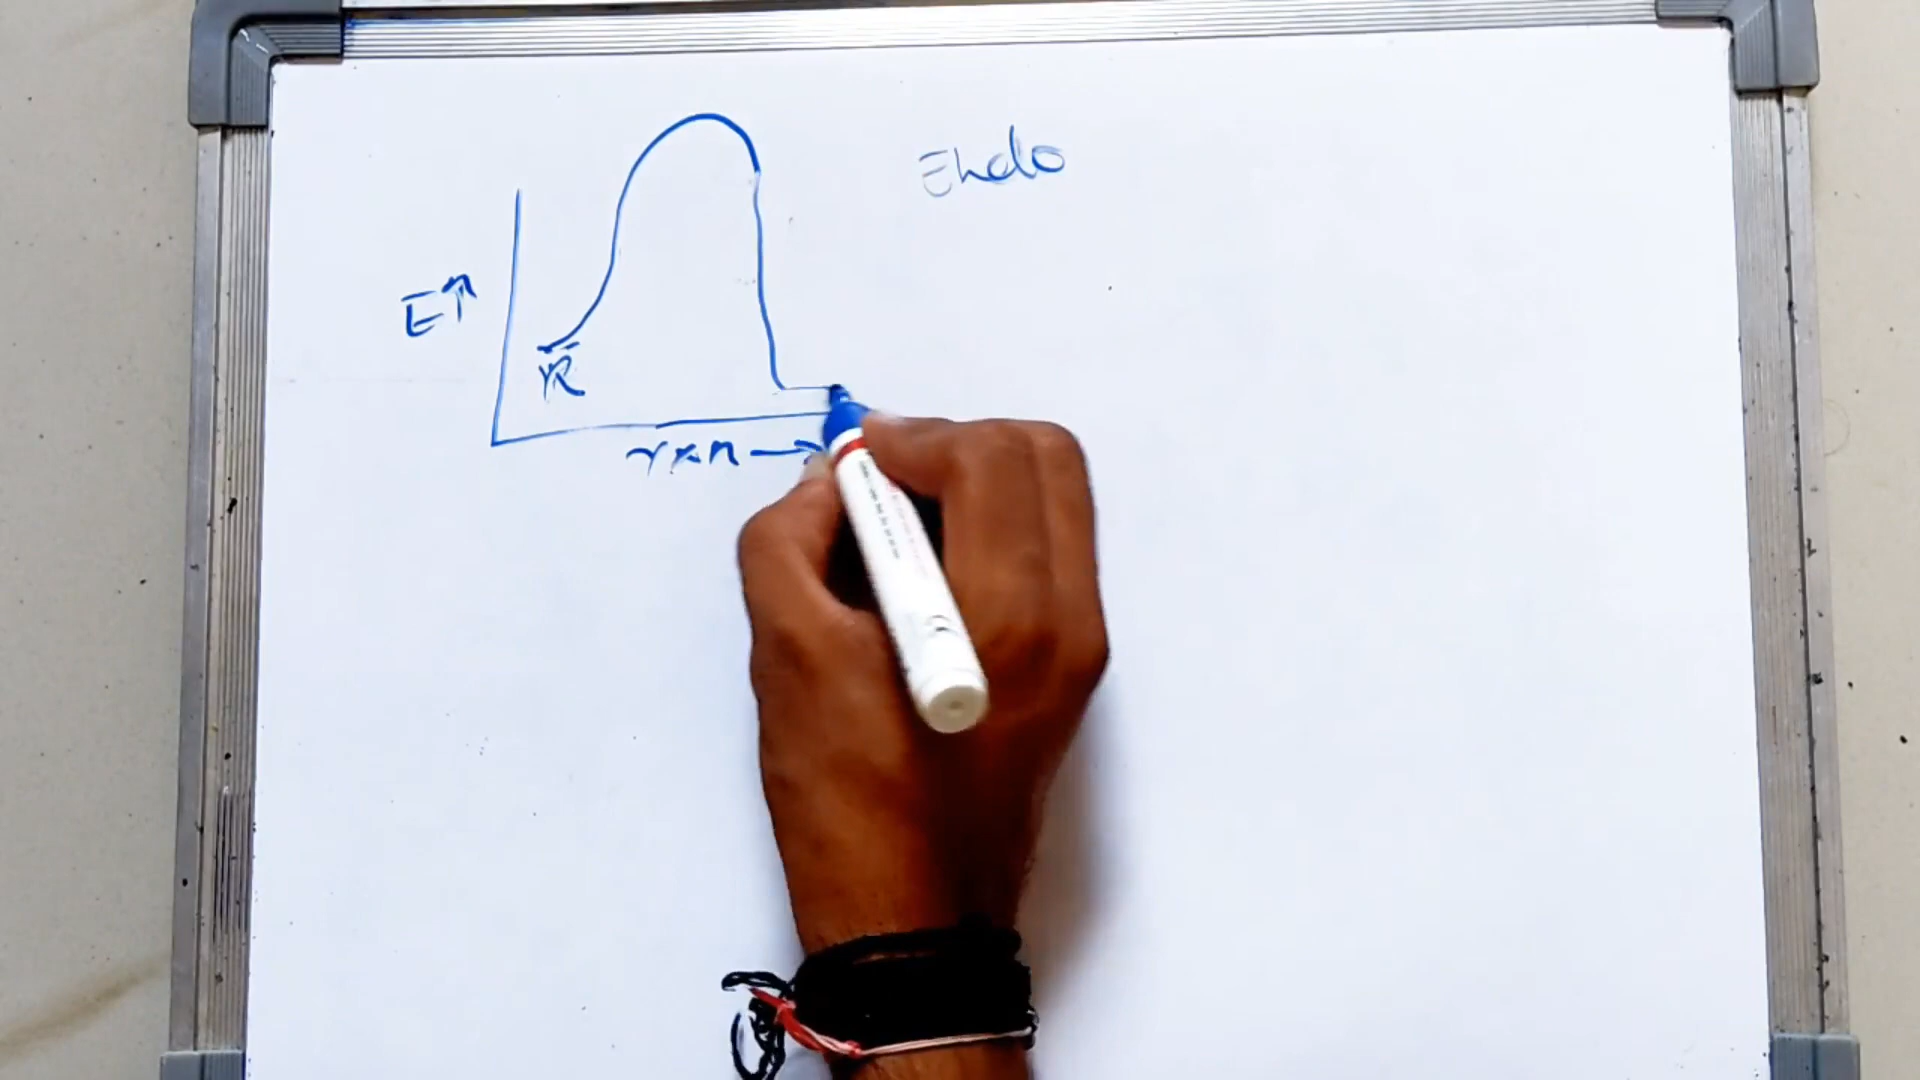 Endo
E↑
R
rxn →